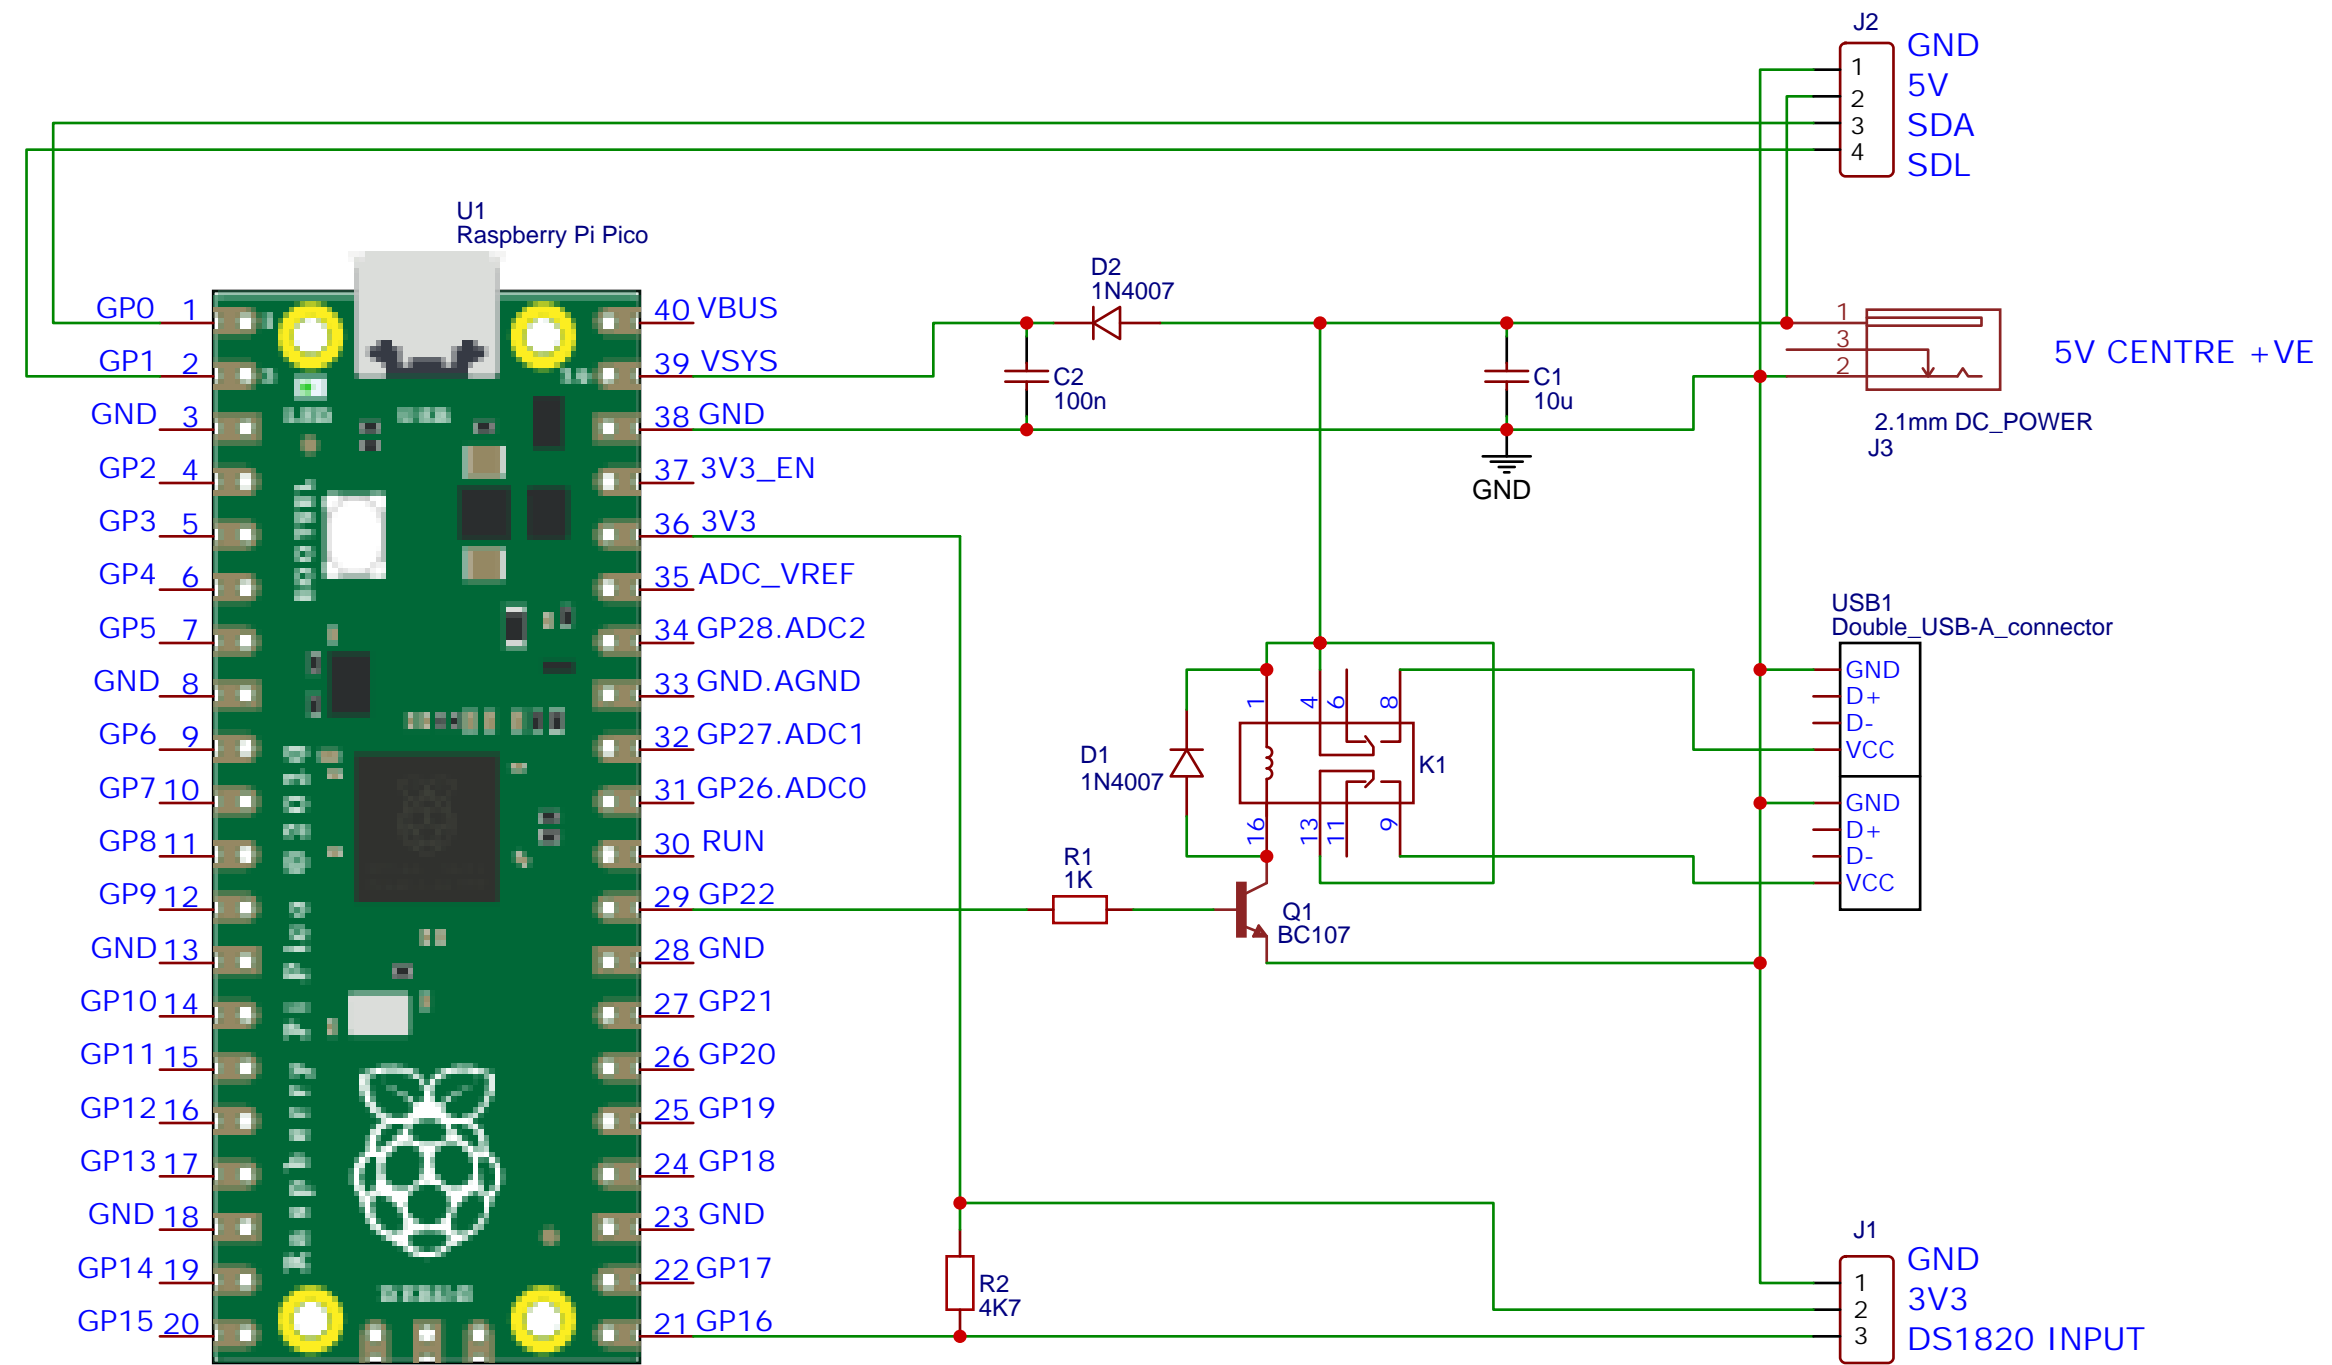 J2
GND
1
5V
2
SDA
3
4
SDL
U1
Raspberry Pi Pico
D2
1N4007
GP0 1
40 VBUS
1
3
2
5V CENTRE +VE
GP1 2
39 VSYS
C2
100n
C1
10u
GND 3
38 GND
2.1mm DC_POWER
J3
LED
USB
GP2 4
37 3V3_EN
GND
GP3 5
36 3V3
BOOTSEL
GP4 6
35 ADC_VREF
USB1
Double_USB-A_connector
GP5 7
34 GP28.ADC2
GND
D+
D-
VCC
GND 8
33 GND.AGND
1
4
6
8
GP6 9
32 GP27.ADC1
D1
1N4007
K1
GP7 10
31 GP26.ADC0
GND
D+
D-
VCC
GP8 11
30 RUN
16
13
11
9
R1
1K
GP9 12
29 GP22
Q1
BC107
GND 13
28 GND
GP10 14
27 GP21
GP11 15
26 GP20
GP12 16
25 GP19
GP13 17
24 GP18
Raspberry Pi Pico ©2020
GND 18
23 GND
J1
GND
1
3V3
2
DS1820 INPUT
3
GP14 19
22 GP17
R2
4K7
GP15 20
21 GP16